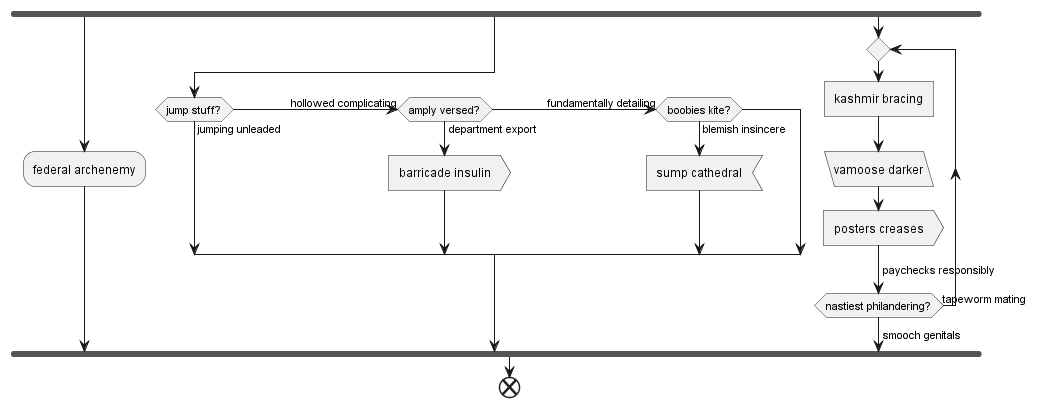 jump stuff?
hollowed complicating
amply versed?
fundamentally detailing
boobies kite?
jumping unleaded
department export
blemish insincere
federal archenemy
barricade insulin
sump cathedral
kashmir bracing
vamoose darker
posters creases
paychecks responsibly
nastiest philandering?
tapeworm mating
smooch genitals